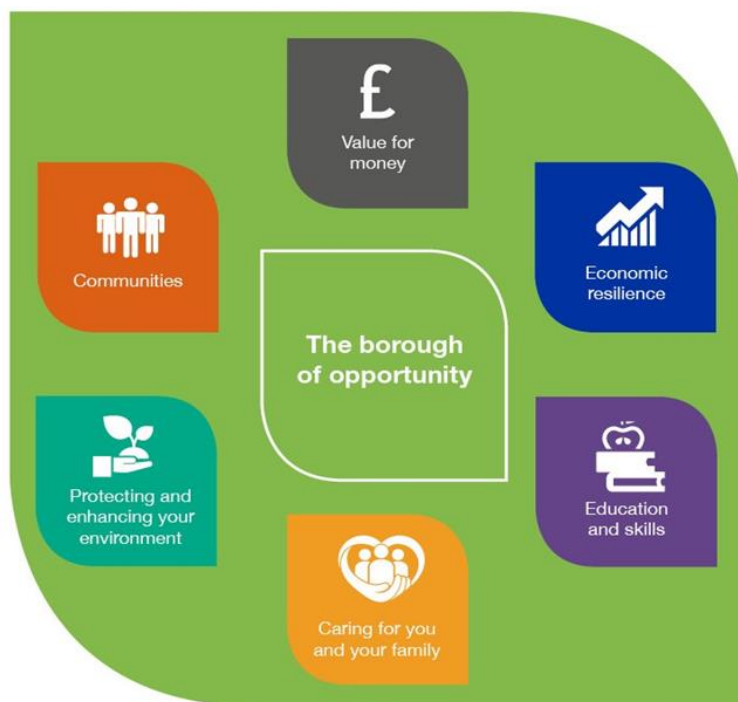 £
Value for
money
Communities
Economic
resilience
The borough
of opportunity
Protecting and
enhancing your
environment
Education
and skills
Caring for you
and your family